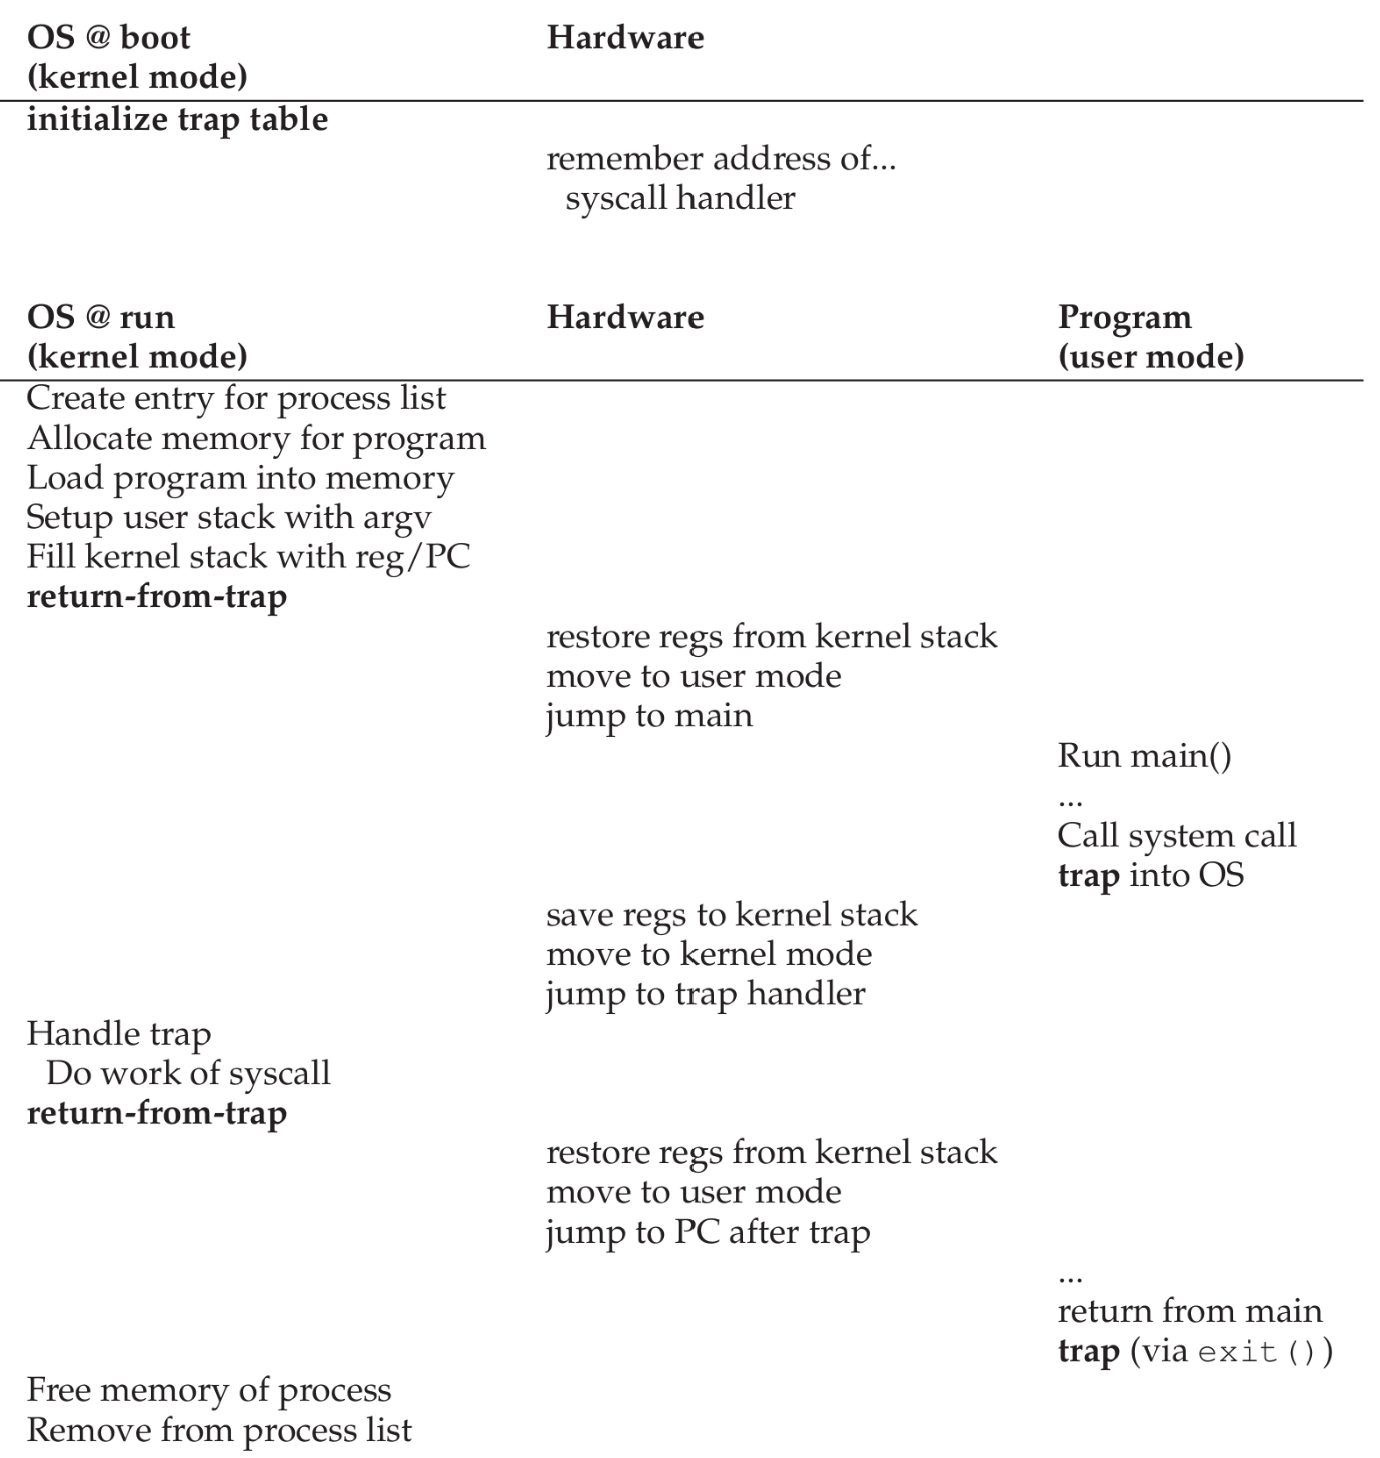 OS @ boot Hardware
(kernel mode)
initialize trap table
remember address of...
syscall handler
OS @ run Hardware Program
(kernel mode) (user mode)
Create entry for process list
Allocate memory for program
Load program into memory
Setup user stack with argv
Fill kernel stack with reg/PC
return-from-trap
restore regs from kernel stack
move to user mode
jump to main
Run main()
...
Call system call
trap into OS
save regs to kernel stack
move to kernel mode
jump to trap handler
Handle trap
Do work of syscall
return-from-trap
restore regs from kernel stack
move to user mode
jump to PC after trap
...
return from main
trap (via exit())
Free memory of process
Remove from process list